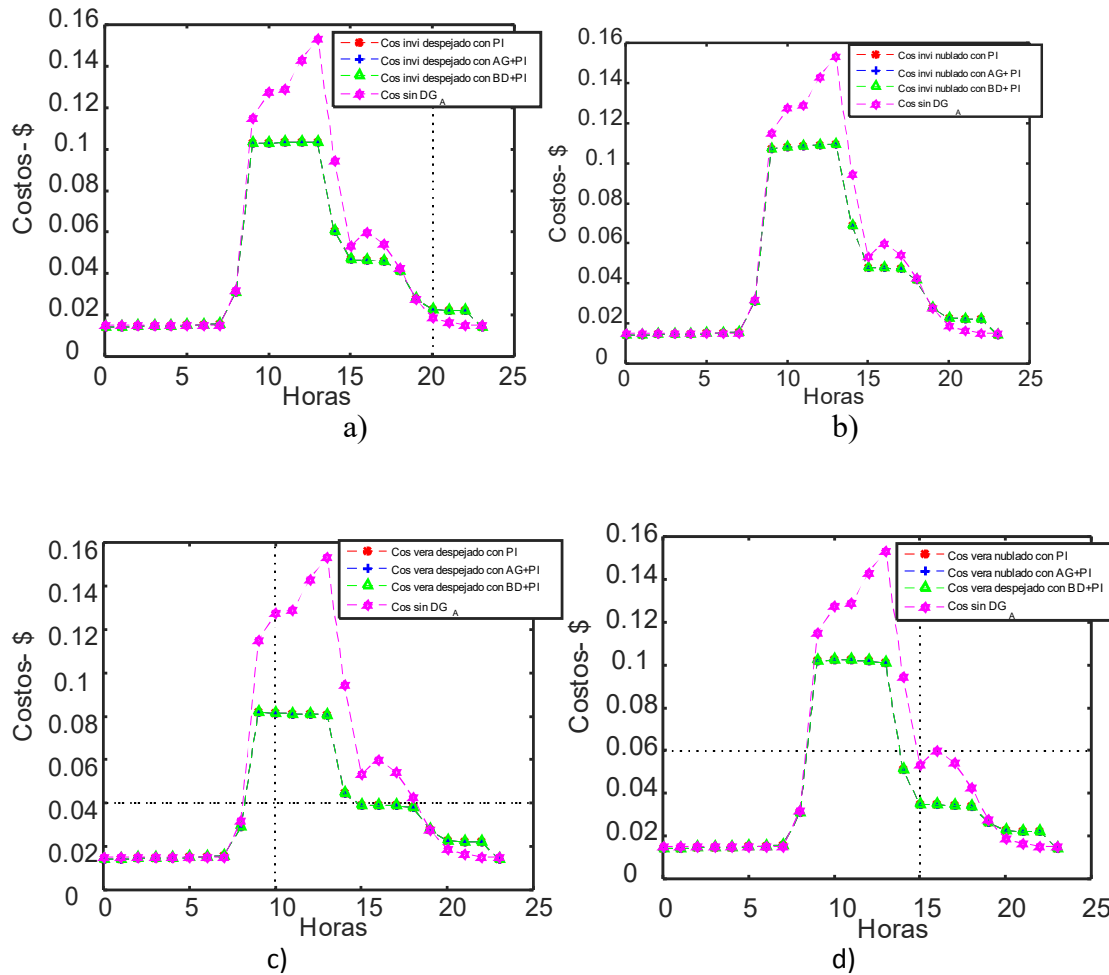 0.16
0.14
0.12
0.1
0.08
0.06
0.04
0.02
0
Costos- $
Cos invi despejado con PI
Cos invi despejado con AG+PI
Cos invi despejado con BD+PI
Cos sin DG
A
0 5 10 15 20 25
Horas
a)
0.16
0.14
0.12
0.1
0.08
0.06
0.04
0.02
0
Costos- $
Cos invi nublado con PI
Cos invi nublado con AG+PI
Cos invi nublado con BD+ PI
Cos sin DG
A
0 5 10 15 20 25
Horas
b)
0.16
0.14
0.12
0.1
0.08
0.06
0.04
0.02
0
Costos- $
Cos vera despejado con PI
Cos vera despejado con AG+PI
Cos vera despejado con BD+PI
Cos sin DG
A
0 5 10 15 20 25
Horas
c)
0.16
0.14
0.12
0.1
0.08
0.06
0.04
0.02
0
Costos- $
Cos vera nublado con PI
Cos vera nublado con AG+PI
Cos vera despejado con BD+PI
Cos sin DG
A
0 5 10 15 20 25
Horas
d)